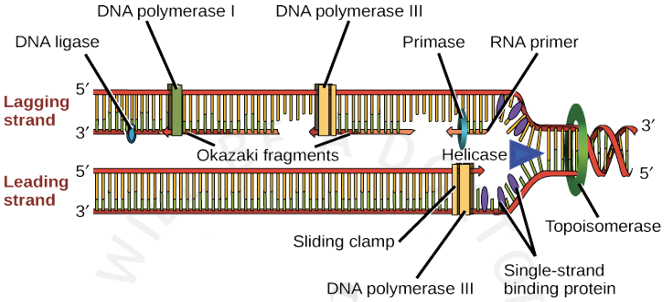 DNA polymerase I
DNA polymerase III
DNA ligase
Primase
RNA primer
5′
Lagging
strand
3′
Okazaki fragments
Helicase
3′
5′
5′
Leading
strand
3′
Sliding clamp
Topoisomerase
DNA polymerase III
Single-strand
binding protein